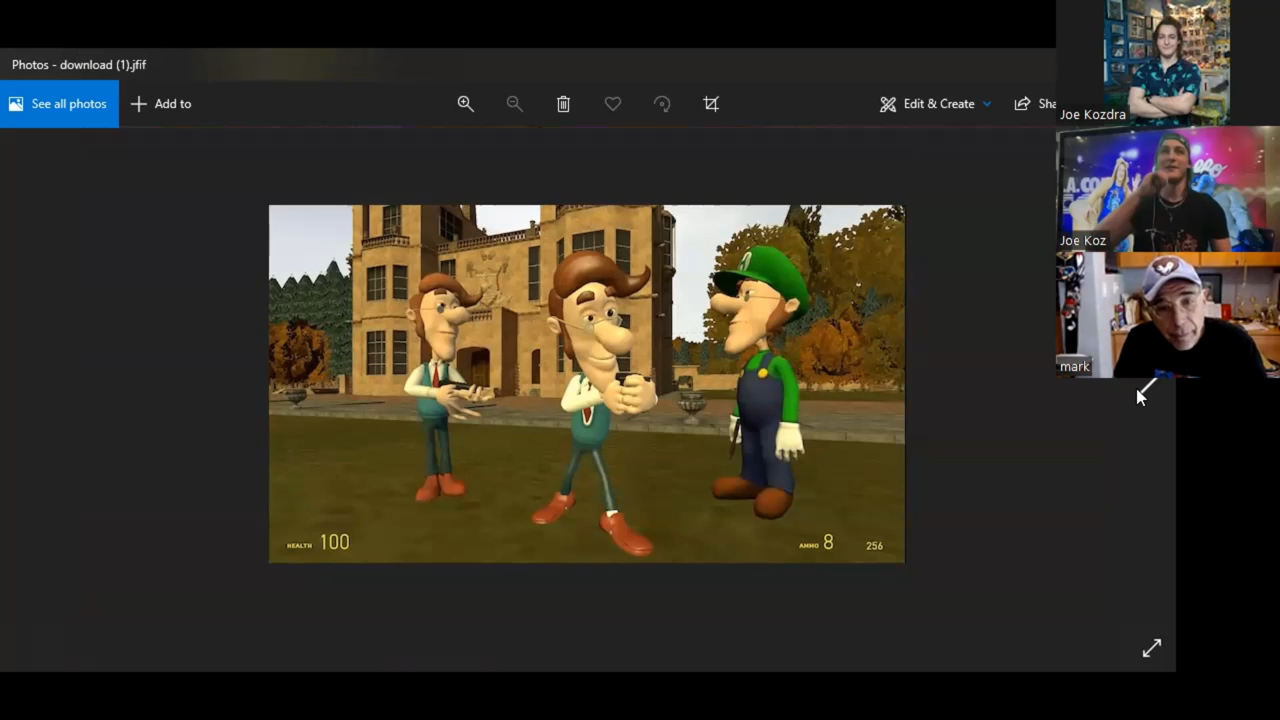 Photos - download (1).jfif
See all photos
Add to
Edit & Create
Sha
Joe Kozdra
Joe Koz
mark
HEALTH 100
AMMO 8 256